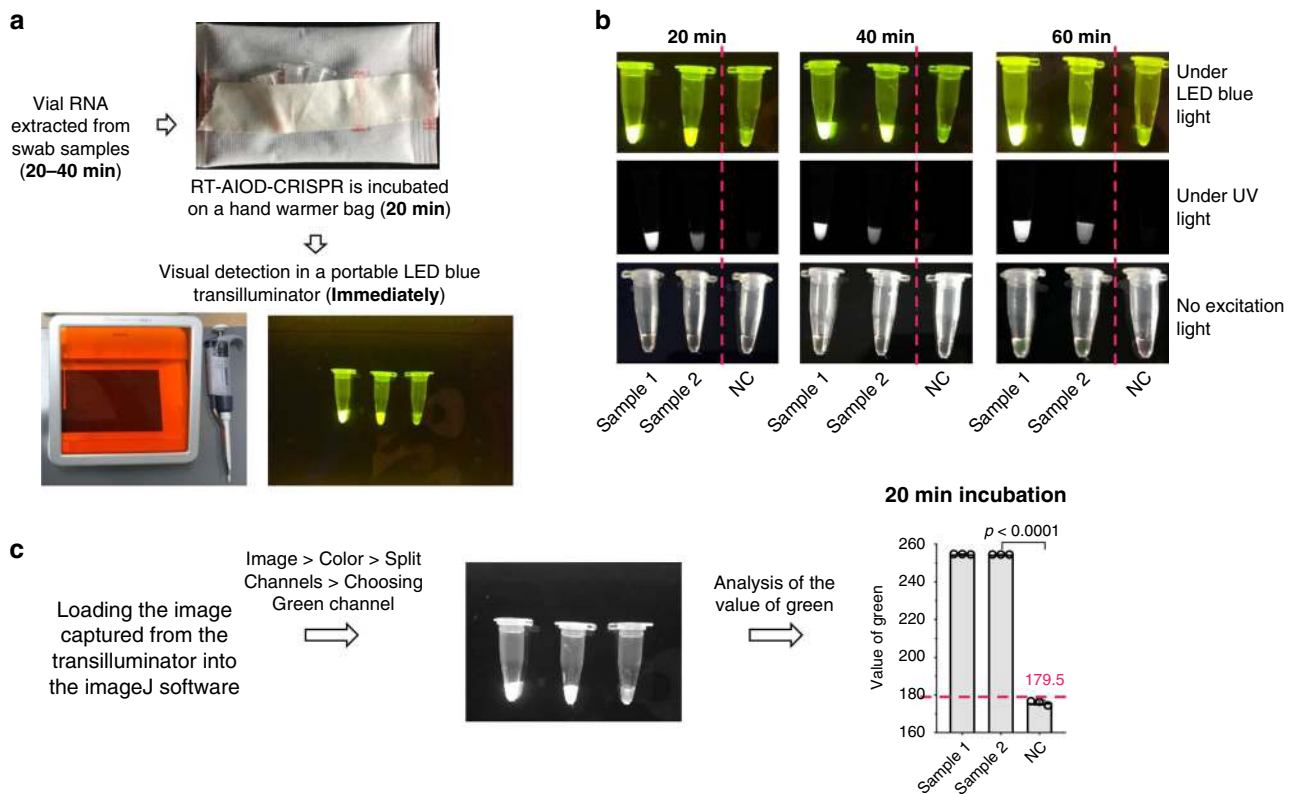 a
Vial RNA
extracted from
swab samples
(20–40 min)
RT-AIOD-CRISPR is incubated
on a hand warmer bag (20 min)
Visual detection in a portable LED blue
transilluminator (Immediately)
b
20 min
40 min
60 min
Under
LED blue
light
Under UV
light
No excitation
light
Sample 1
Sample 2
NC
Sample 1
Sample 2
NC
Sample 1
Sample 2
NC
c
Loading the image
captured from the
transilluminator into
the imageJ software
Image > Color > Split
Channels > Choosing
Green channel
Analysis of the
value of green
20 min incubation
p < 0.0001
Value of green
260
240
220
200
180
160
179.5
Sample 1
Sample 2
NC